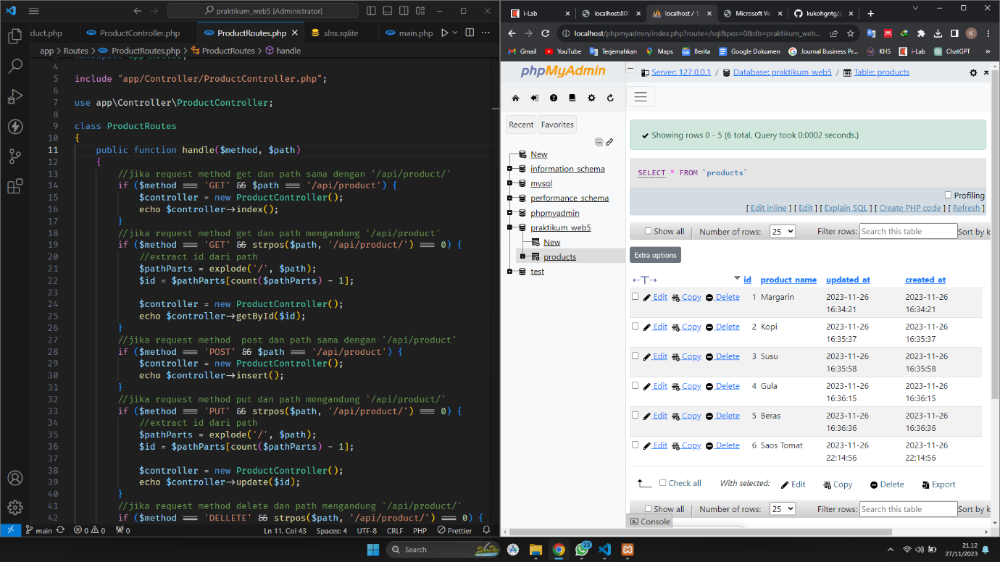 praktikum_web5 [Administrator]
duct.php
ProductController.php
ProductRoutes.php
slnx.sqlite
main.php
app > Routes > ProductRoutes.php > ProductRoutes > handle
4
5 include "app/Controller/ProductController.php";
6
7 use app\Controller\ProductController;
8
9 class ProductRoutes
10 {
11 public function handle($method, $path)
12 {
13 //jika request method get dan path sama dengan '/api/product/'
14 if ($method === 'GET' && $path === '/api/product') {
15 $controller = new ProductController();
16 echo $controller->index();
17 }
18 //jika request method get dan path mengandung '/api/product'
19 if ($method === 'GET' && strpos($path, '/api/product/') === 0) {
20 //extract id dari path
21 $pathParts = explode('/', $path);
22 $id = $pathParts[count($pathParts) - 1];
23
24 $controller = new ProductController();
25 echo $controller->getById($id);
26 }
27 //jika request method  post dan path sama dengan '/api/product'
28 if ($method === 'POST' && $path === '/api/product') {
29 $controller = new ProductController();
30 echo $controller->insert();
31 }
32 //jika request method put dan path mengandung '/api/product/'
33 if ($method === 'PUT' && strpos($path, '/api/product/') === 0) {
34 //extract id dari path
35 $pathParts = explode('/', $path);
36 $id = $pathParts[count($pathParts) - 1];
37
38 $controller = new ProductController();
39 echo $controller->update($id);
40 }
41 //jika request method delete dan path mengandung '/api/product/'
42 if ($method === 'DELLETE' && strpos($path, '/api/product/') === 0) {
main 0 0 0 Ln 11, Col 43 Spaces: 4 UTF-8 CRLF PHP Prettier
i-Lab
localhost:800
localhost / 12
Microsoft We
kukohgntg/p
localhost/phpmyadmin/index.php?route=/sql&pos=0&db=praktikum_web...
K
Gmail YouTube Terjemahkan Maps Berita Google Dokumen Journal Business Pr... KHS i-Lab ChatGPT »
phpMyAdmin
Recent Favorites
New
information_schema
mysql
performance_schema
phpmyadmin
praktikum_web5
New
products
test
Server: 127.0.0.1 / Database: praktikum_web5 / Table: products
Showing rows 0 - 5 (6 total, Query took 0.0002 seconds.)
SELECT * FROM `products`
Profiling
[ Edit inline ] [ Edit ] [ Explain SQL ] [ Create PHP code ] [ Refresh ]
Show all Number of rows: 25 Filter rows: Search this table Sort by k
Extra options
id product_name updated_at created_at
Edit Copy Delete 1 Margarin 2023-11-26 16:34:21 2023-11-26 16:34:21
Edit Copy Delete 2 Kopi 2023-11-26 16:35:37 2023-11-26 16:35:37
Edit Copy Delete 3 Susu 2023-11-26 16:35:58 2023-11-26 16:35:58
Edit Copy Delete 4 Gula 2023-11-26 16:36:15 2023-11-26 16:36:15
Edit Copy Delete 5 Beras 2023-11-26 16:36:36 2023-11-26 16:36:36
Edit Copy Delete 6 Saos Tomat 2023-11-26 22:14:56 2023-11-26 22:14:56
Check all With selected: Edit Copy Delete Export
Show all Number of rows: 25 Filter rows: Search this table Sort by k
Console
Search
23
21.12
27/11/2023